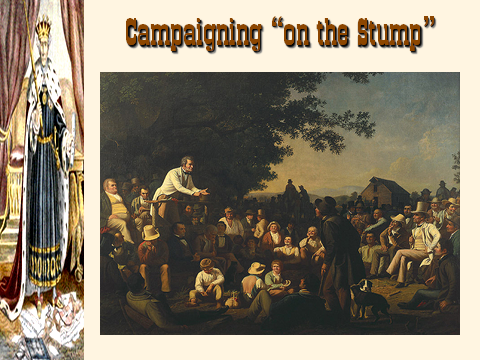 Campaigning “on the Stump”